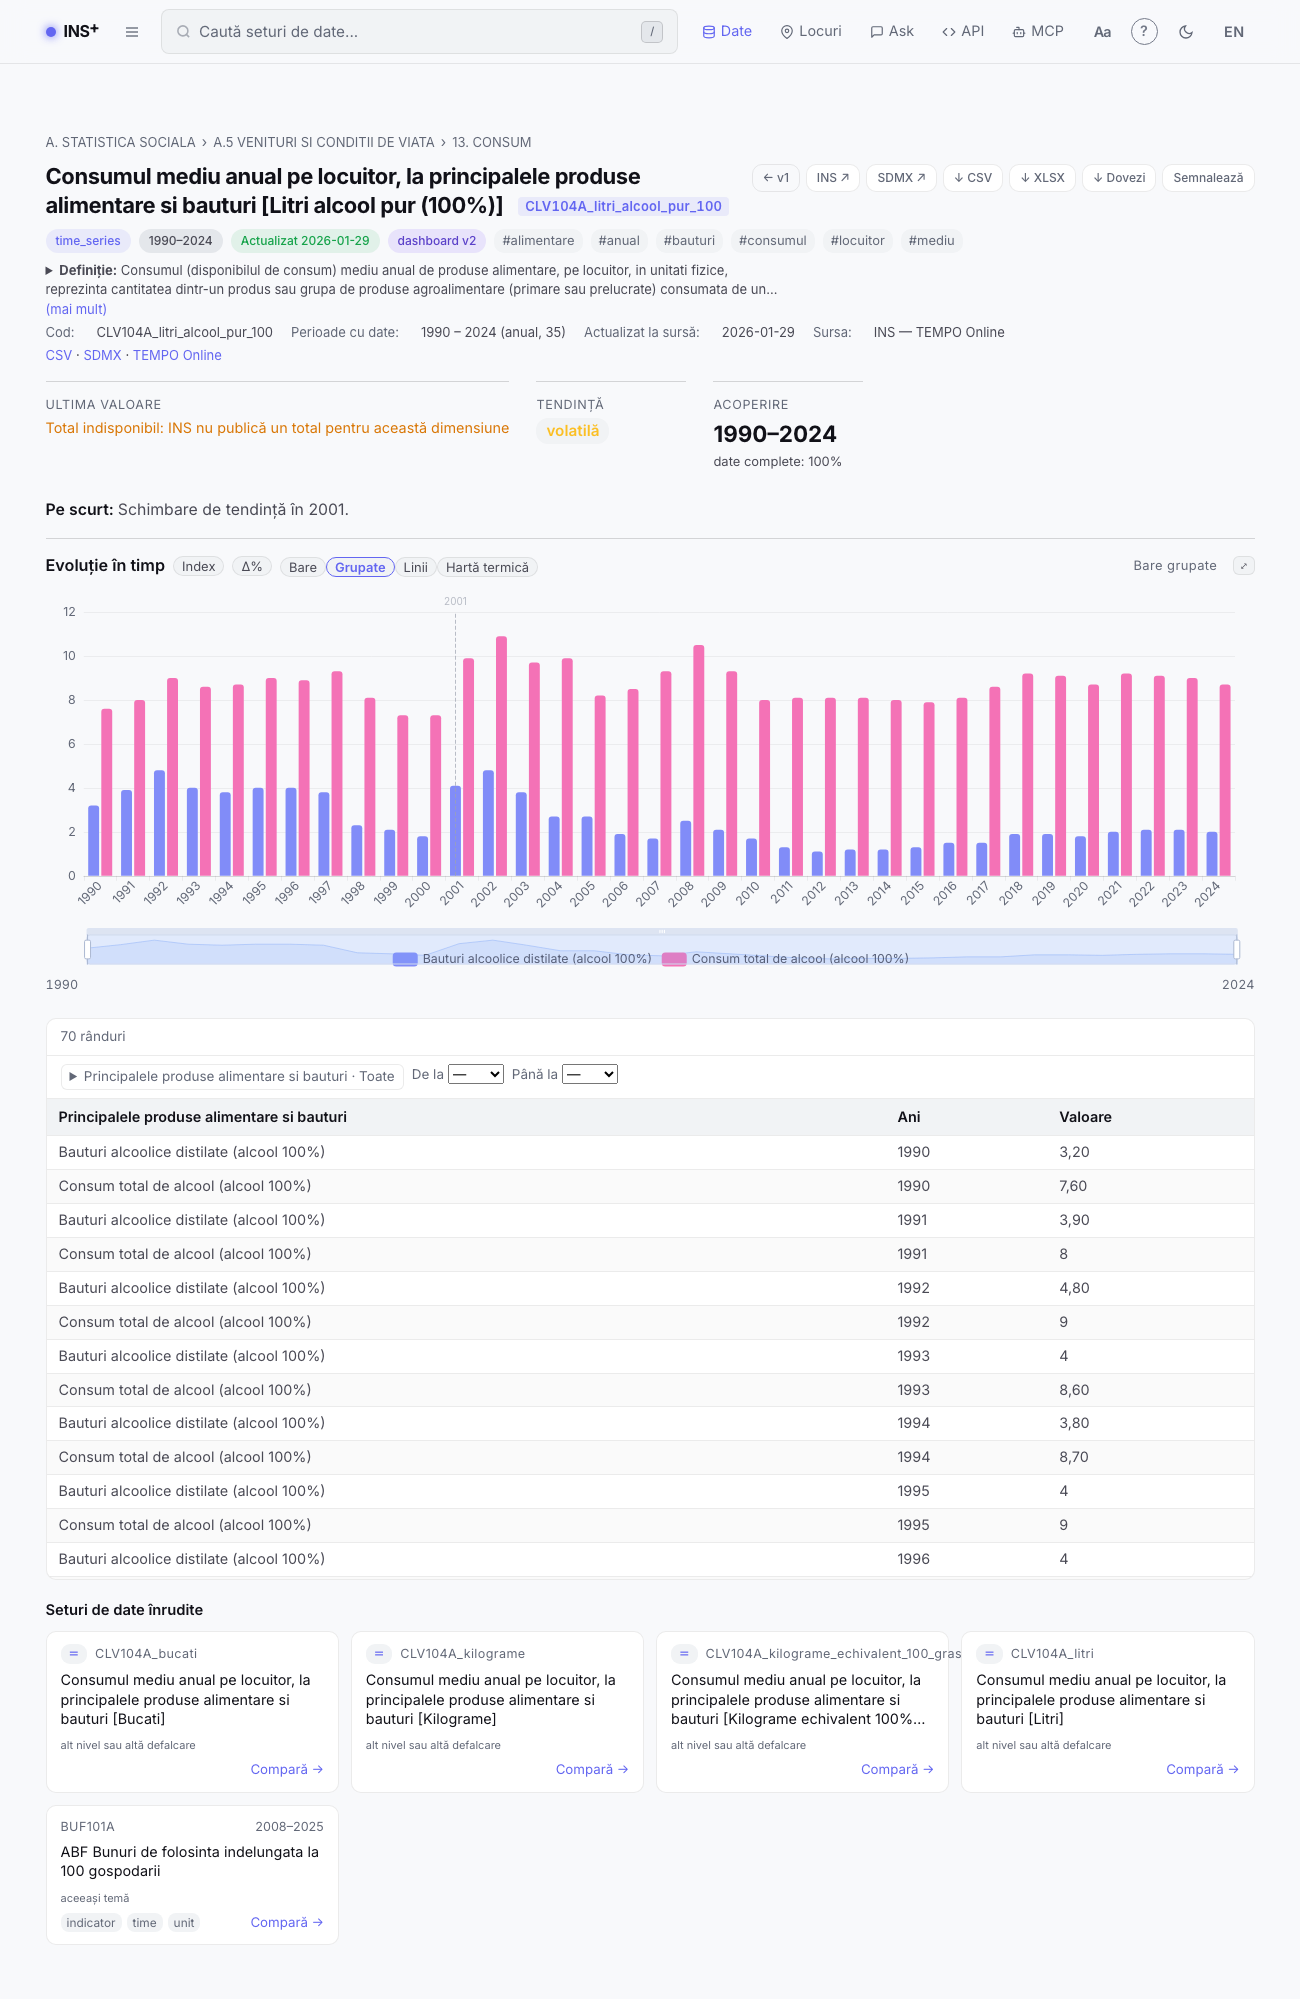 INS+
Caută seturi de date...
/
Date
Locuri
Ask
API
MCP
Aa
?
EN
A. STATISTICA SOCIALA › A.5 VENITURI SI CONDITII DE VIATA › 13. CONSUM
Consumul mediu anual pe locuitor, la principalele produse
alimentare si bauturi [Litri alcool pur (100%)] CLV104A_litri_alcool_pur_100
← v1
INS ↗
SDMX ↗
↓ CSV
↓ XLSX
↓ Dovezi
Semnalează
time_series
1990–2024
Actualizat 2026-01-29
dashboard v2
#alimentare
#anual
#bauturi
#consumul
#locuitor
#mediu
▶ Definiție: Consumul (disponibilul de consum) mediu anual de produse alimentare, pe locuitor, in unitati fizice,
reprezinta cantitatea dintr-un produs sau grupa de produse agroalimentare (primare sau prelucrate) consumata de un...
(mai mult)
Cod: CLV104A_litri_alcool_pur_100 Perioade cu date: 1990 – 2024 (anual, 35) Actualizat la sursă: 2026-01-29 Sursa: INS — TEMPO Online
CSV · SDMX · TEMPO Online
ULTIMA VALOARE
Total indisponibil: INS nu publică un total pentru această dimensiune
TENDINȚĂ
volatilă
ACOPERIRE
1990–2024
date complete: 100%
Pe scurt: Schimbare de tendință în 2001.
Evoluție în timp
Index
Δ%
Bare
Grupate
Linii
Hartă termică
Bare grupate
⤢
2001
12
10
8
6
4
2
0
1990
1991
1992
1993
1994
1995
1996
1997
1998
1999
2000
2001
2002
2003
2004
2005
2006
2007
2008
2009
2010
2011
2012
2013
2014
2015
2016
2017
2018
2019
2020
2021
2022
2023
2024
Bauturi alcoolice distilate (alcool 100%)
Consum total de alcool (alcool 100%)
1990
2024
70 rânduri
▶ Principalele produse alimentare si bauturi · Toate
De la —
Până la —
Principalele produse alimentare si bauturi Ani Valoare
Bauturi alcoolice distilate (alcool 100%) 1990 3,20
Consum total de alcool (alcool 100%) 1990 7,60
Bauturi alcoolice distilate (alcool 100%) 1991 3,90
Consum total de alcool (alcool 100%) 1991 8
Bauturi alcoolice distilate (alcool 100%) 1992 4,80
Consum total de alcool (alcool 100%) 1992 9
Bauturi alcoolice distilate (alcool 100%) 1993 4
Consum total de alcool (alcool 100%) 1993 8,60
Bauturi alcoolice distilate (alcool 100%) 1994 3,80
Consum total de alcool (alcool 100%) 1994 8,70
Bauturi alcoolice distilate (alcool 100%) 1995 4
Consum total de alcool (alcool 100%) 1995 9
Bauturi alcoolice distilate (alcool 100%) 1996 4
Seturi de date înrudite
= CLV104A_bucati
Consumul mediu anual pe locuitor, la
principalele produse alimentare si
bauturi [Bucati]
alt nivel sau altă defalcare
Compară →
= CLV104A_kilograme
Consumul mediu anual pe locuitor, la
principalele produse alimentare si
bauturi [Kilograme]
alt nivel sau altă defalcare
Compară →
= CLV104A_kilograme_echivalent_100_gras
Consumul mediu anual pe locuitor, la
principalele produse alimentare si
bauturi [Kilograme echivalent 100%...
alt nivel sau altă defalcare
Compară →
= CLV104A_litri
Consumul mediu anual pe locuitor, la
principalele produse alimentare si
bauturi [Litri]
alt nivel sau altă defalcare
Compară →
BUF101A 2008–2025
ABF Bunuri de folosinta indelungata la
100 gospodarii
aceeași temă
indicator
time
unit
Compară →